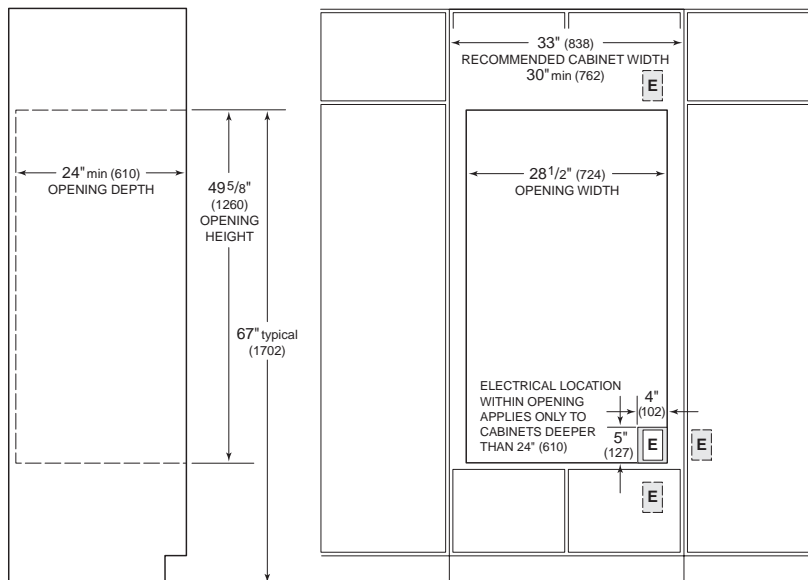 33" (838)
RECOMMENDED CABINET WIDTH
30" min (762)
E
24" min (610)
OPENING DEPTH
49 5/8"
(1260)
OPENING
HEIGHT
28 1/2" (724)
OPENING WIDTH
67" typical
(1702)
ELECTRICAL LOCATION
WITHIN OPENING
APPLIES ONLY TO
CABINETS DEEPER
THAN 24" (610)
4"
(102)
5"
(127)
E
E
E